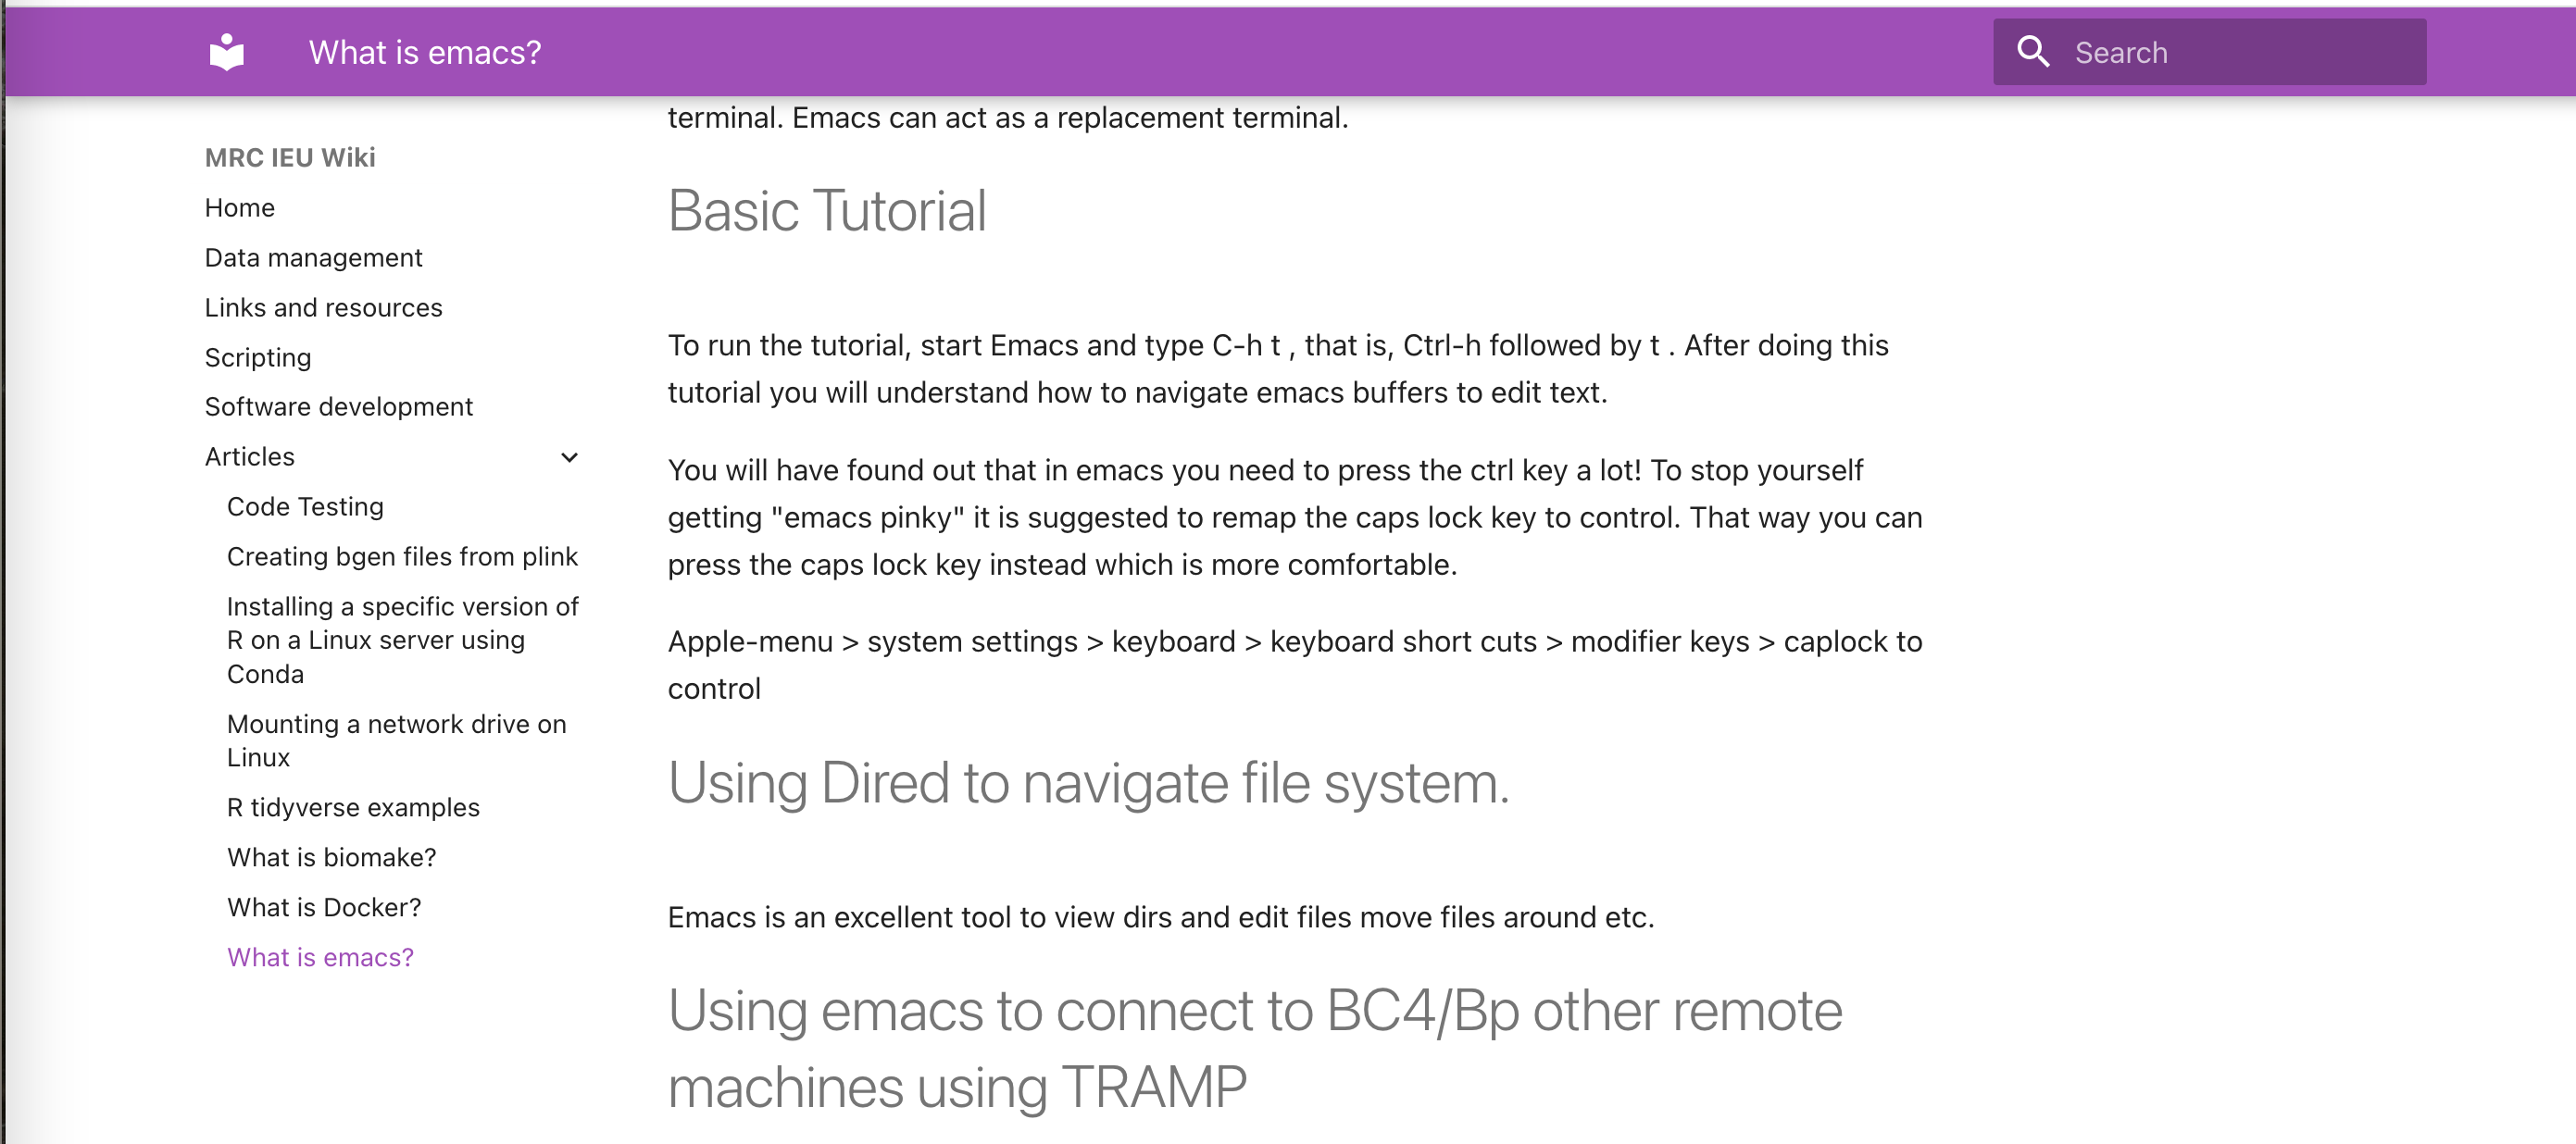 What is emacs?
Search
MRC IEU Wiki
Home
Data management
Links and resources
Scripting
Software development
Articles
Code Testing
Creating bgen files from plink
Installing a specific version of
R on a Linux server using
Conda
Mounting a network drive on
Linux
R tidyverse examples
What is biomake?
What is Docker?
What is emacs?
terminal. Emacs can act as a replacement terminal.
Basic Tutorial
To run the tutorial, start Emacs and type C-h t , that is, Ctrl-h followed by t . After doing this
tutorial you will understand how to navigate emacs buffers to edit text.
You will have found out that in emacs you need to press the ctrl key a lot! To stop yourself
getting "emacs pinky" it is suggested to remap the caps lock key to control. That way you can
press the caps lock key instead which is more comfortable.
Apple-menu > system settings > keyboard > keyboard short cuts > modifier keys > caplock to
control
Using Dired to navigate file system.
Emacs is an excellent tool to view dirs and edit files move files around etc.
Using emacs to connect to BC4/Bp other remote
machines using TRAMP